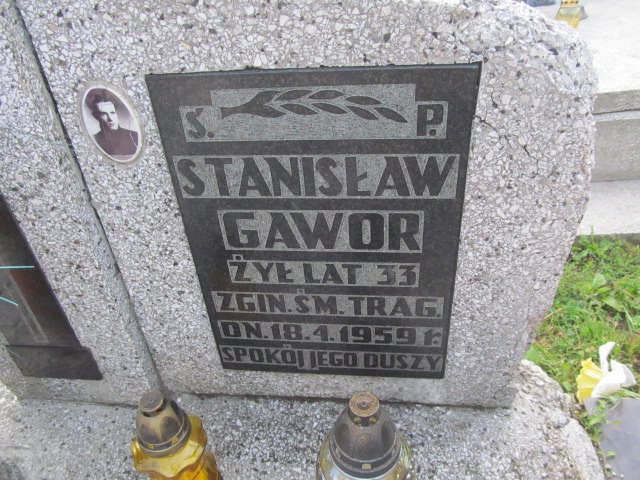 Ś. P.
STANISŁAW
GAWOR
ŻYŁ LAT 33
ZGIN. ŚM. TRAG.
DN. 18.4.1959 r.
SPOKÓJ JEGO DUSZY